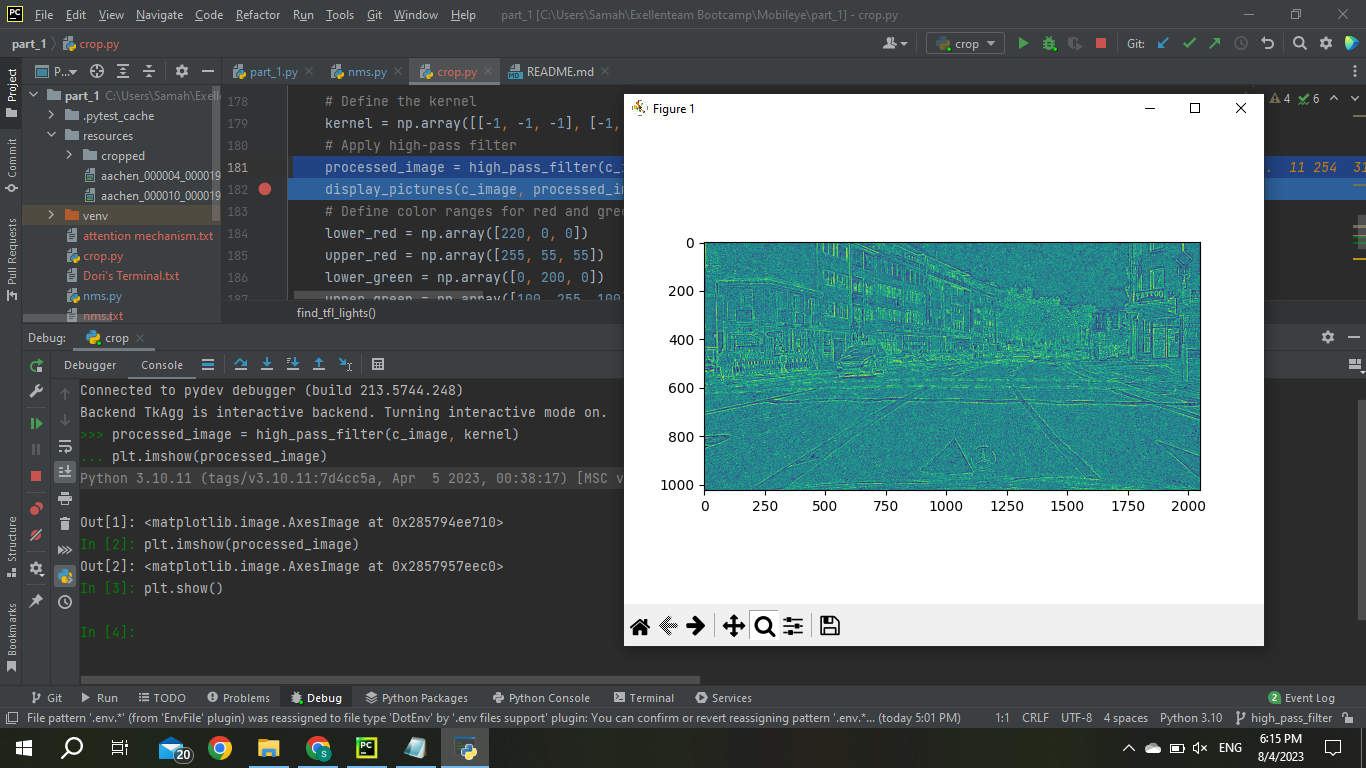 File Edit View Navigate Code Refactor Run Tools Git Window Help part_1 [C:\Users\Samah\Exellenteam Bootcamp\Mobileye\part_1] - crop.py
part_1 crop.py crop Git:
Project P...
part_1.py nms.py crop.py README.md
part_1 C:\Users\Samah\Exelle
.pytest_cache
resources
cropped
aachen_000004_000019
aachen_000010_000019
venv
attention mechanism.txt
crop.py
Dori's Terminal.txt
nms.py
nms.txt
Commit
Pull Requests
178 # Define the kernel
179 kernel = np.array([[-1, -1, -1], [-1,
180 # Apply high-pass filter
181 processed_image = high_pass_filter(c_i
182 display_pictures(c_image, processed_im
183 # Define color ranges for red and gree
184 lower_red = np.array([220, 0, 0])
185 upper_red = np.array([255, 55, 55])
186 lower_green = np.array([0, 200, 0])
187 upper_green = np.array([100, 255, 100
find_tfl_lights()
4 6
11 254 31
Figure 1
0
200
400
600
800
1000
0 250 500 750 1000 1250 1500 1750 2000
Debug: crop
Debugger Console
Connected to pydev debugger (build 213.5744.248)
Backend TkAgg is interactive backend. Turning interactive mode on.
>>> processed_image = high_pass_filter(c_image, kernel)
... plt.imshow(processed_image)
Python 3.10.11 (tags/v3.10.11:7d4cc5a, Apr  5 2023, 00:38:17) [MSC v
Out[1]: <matplotlib.image.AxesImage at 0x285794ee710>
In [2]: plt.imshow(processed_image)
Out[2]: <matplotlib.image.AxesImage at 0x2857957eec0>
In [3]: plt.show()
In [4]:
Structure
Bookmarks
Git Run TODO Problems Debug Python Packages Python Console Terminal Services 2 Event Log
File pattern '.env.*' (from 'EnvFile' plugin) was reassigned to file type 'DotEnv' by '.env files support' plugin: You can confirm or revert reassigning pattern '.env.*... (today 5:01 PM) 1:1 CRLF UTF-8 4 spaces Python 3.10 high_pass_filter
20 PC S ENG 6:15 PM
8/4/2023